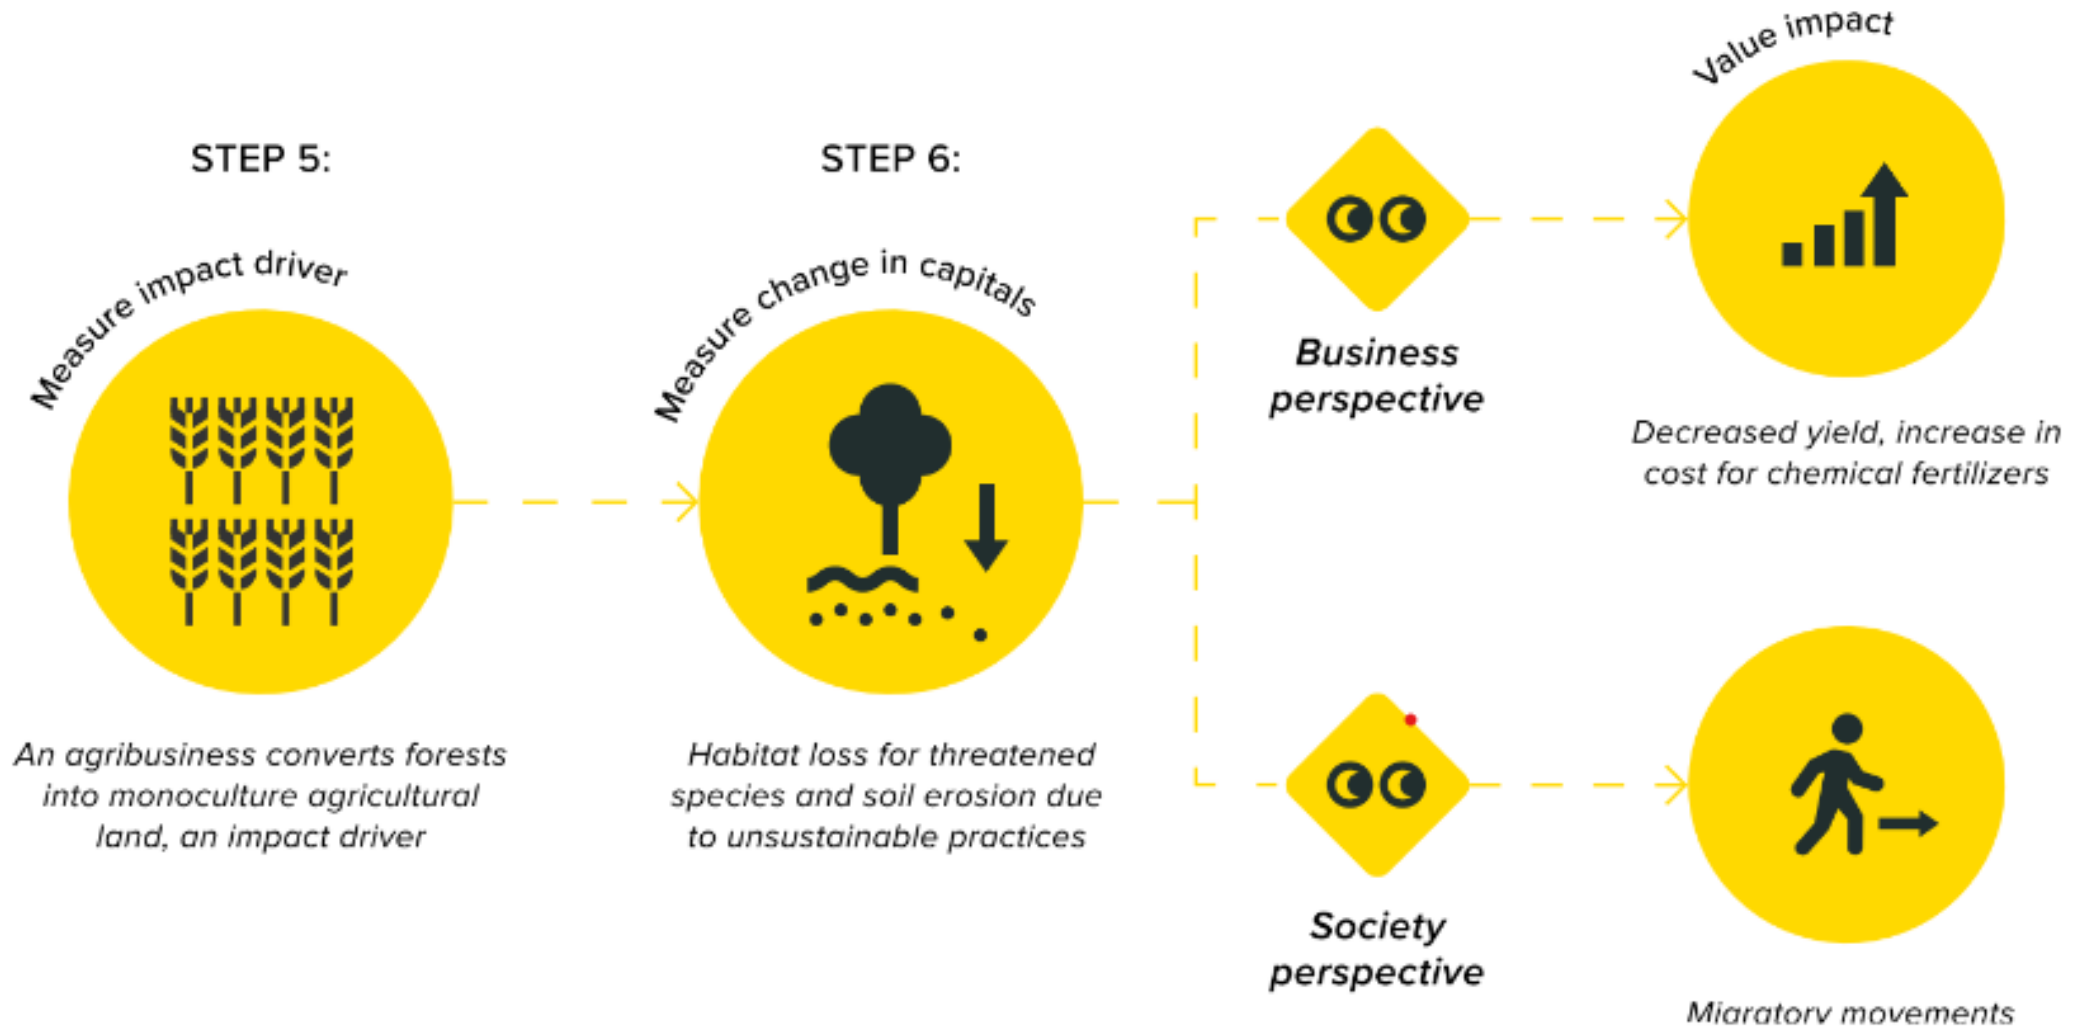 STEP 5:
Measure impact driver
An agribusiness converts forests
into monoculture agricultural
land, an impact driver
STEP 6:
Measure change in capitals
Habitat loss for threatened
species and soil erosion due
to unsustainable practices
Business
perspective
Value impact
Decreased yield, increase in
cost for chemical fertilizers
Society
perspective
Migratory movements